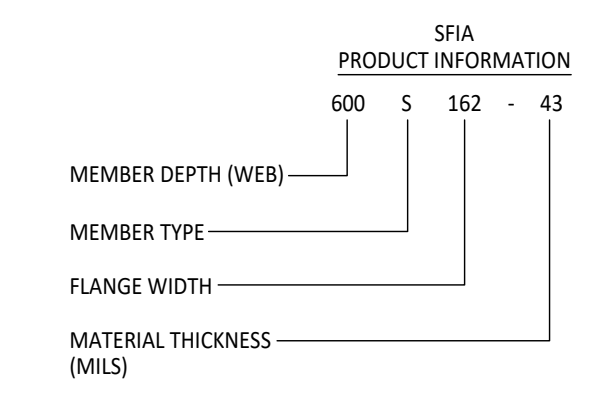 SFIA
PRODUCT INFORMATION
600 S 162 - 43
MEMBER DEPTH (WEB)
MEMBER TYPE
FLANGE WIDTH
MATERIAL THICKNESS
(MILS)